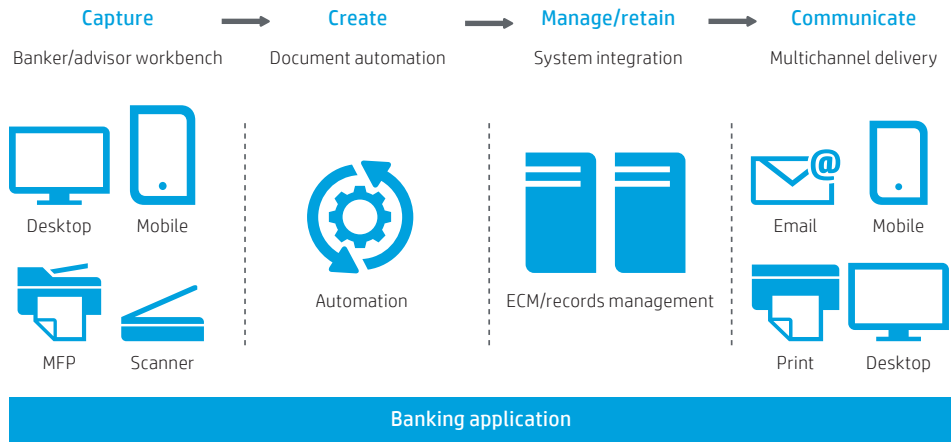 Capture
Create
Manage/retain
Communicate
Banker/advisor workbench
Document automation
System integration
Multichannel delivery
Desktop
Mobile
MFP
Scanner
Automation
ECM/records management
@
Email
Mobile
Print
Desktop
Banking application